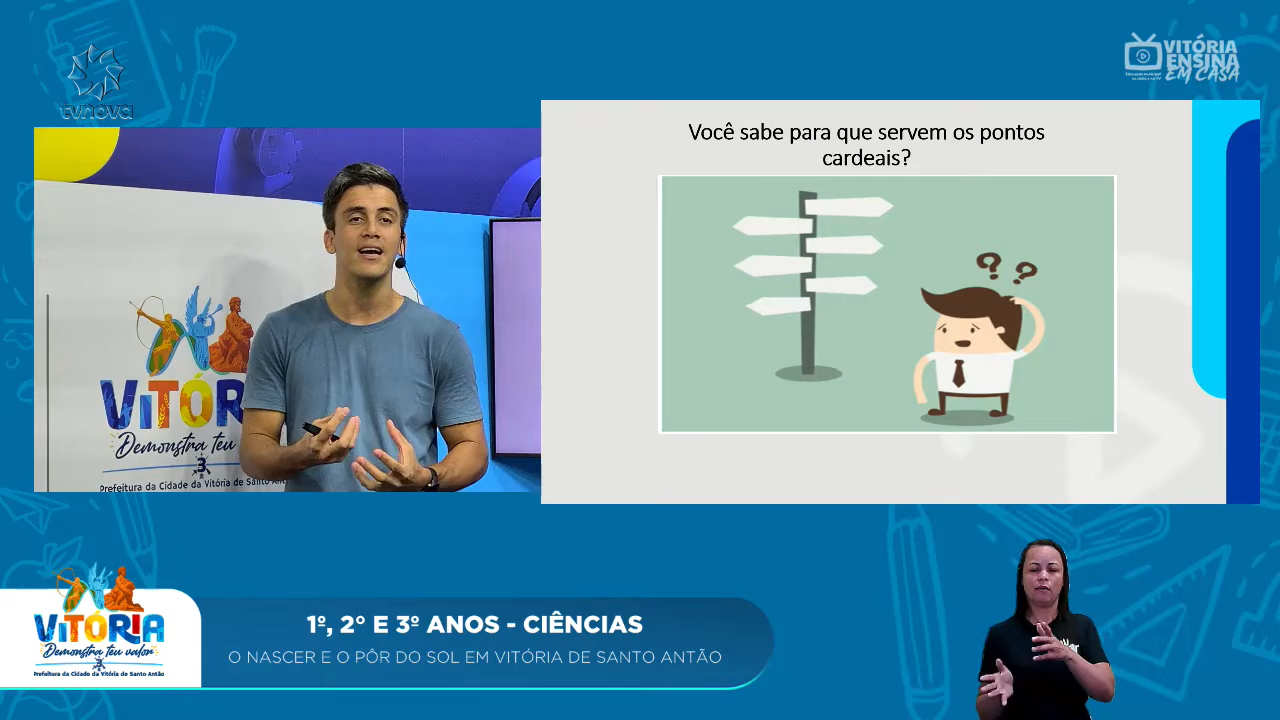 tvnova
VITÓRIA
ENSINA
EM CASA
Você sabe para que servem os pontos
cardeais?
? ?
VITÓR
Demonstra teu
Prefeitura da Cidade da Vitória de Santo Ant
1º, 2° E 3º ANOS - CIÊNCIAS
O NASCER E O PÔR DO SOL EM VITÓRIA DE SANTO ANTÃO
VITÓRIA
Demonstra teu valor
Prefeitura da Cidade da Vitória de Santo Antão